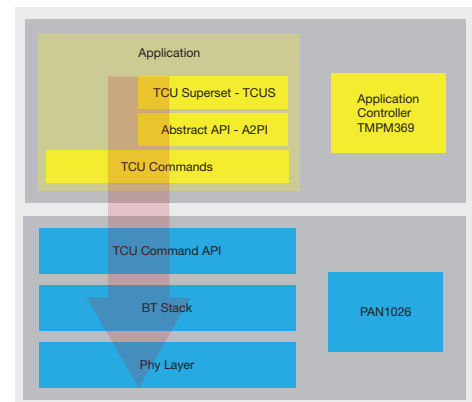 Application
TCU Superset - TCUS
Abstract API - A2PI
TCU Commands
Application
Controller
TMPM369
TCU Command API
BT Stack
Phy Layer
PAN1026